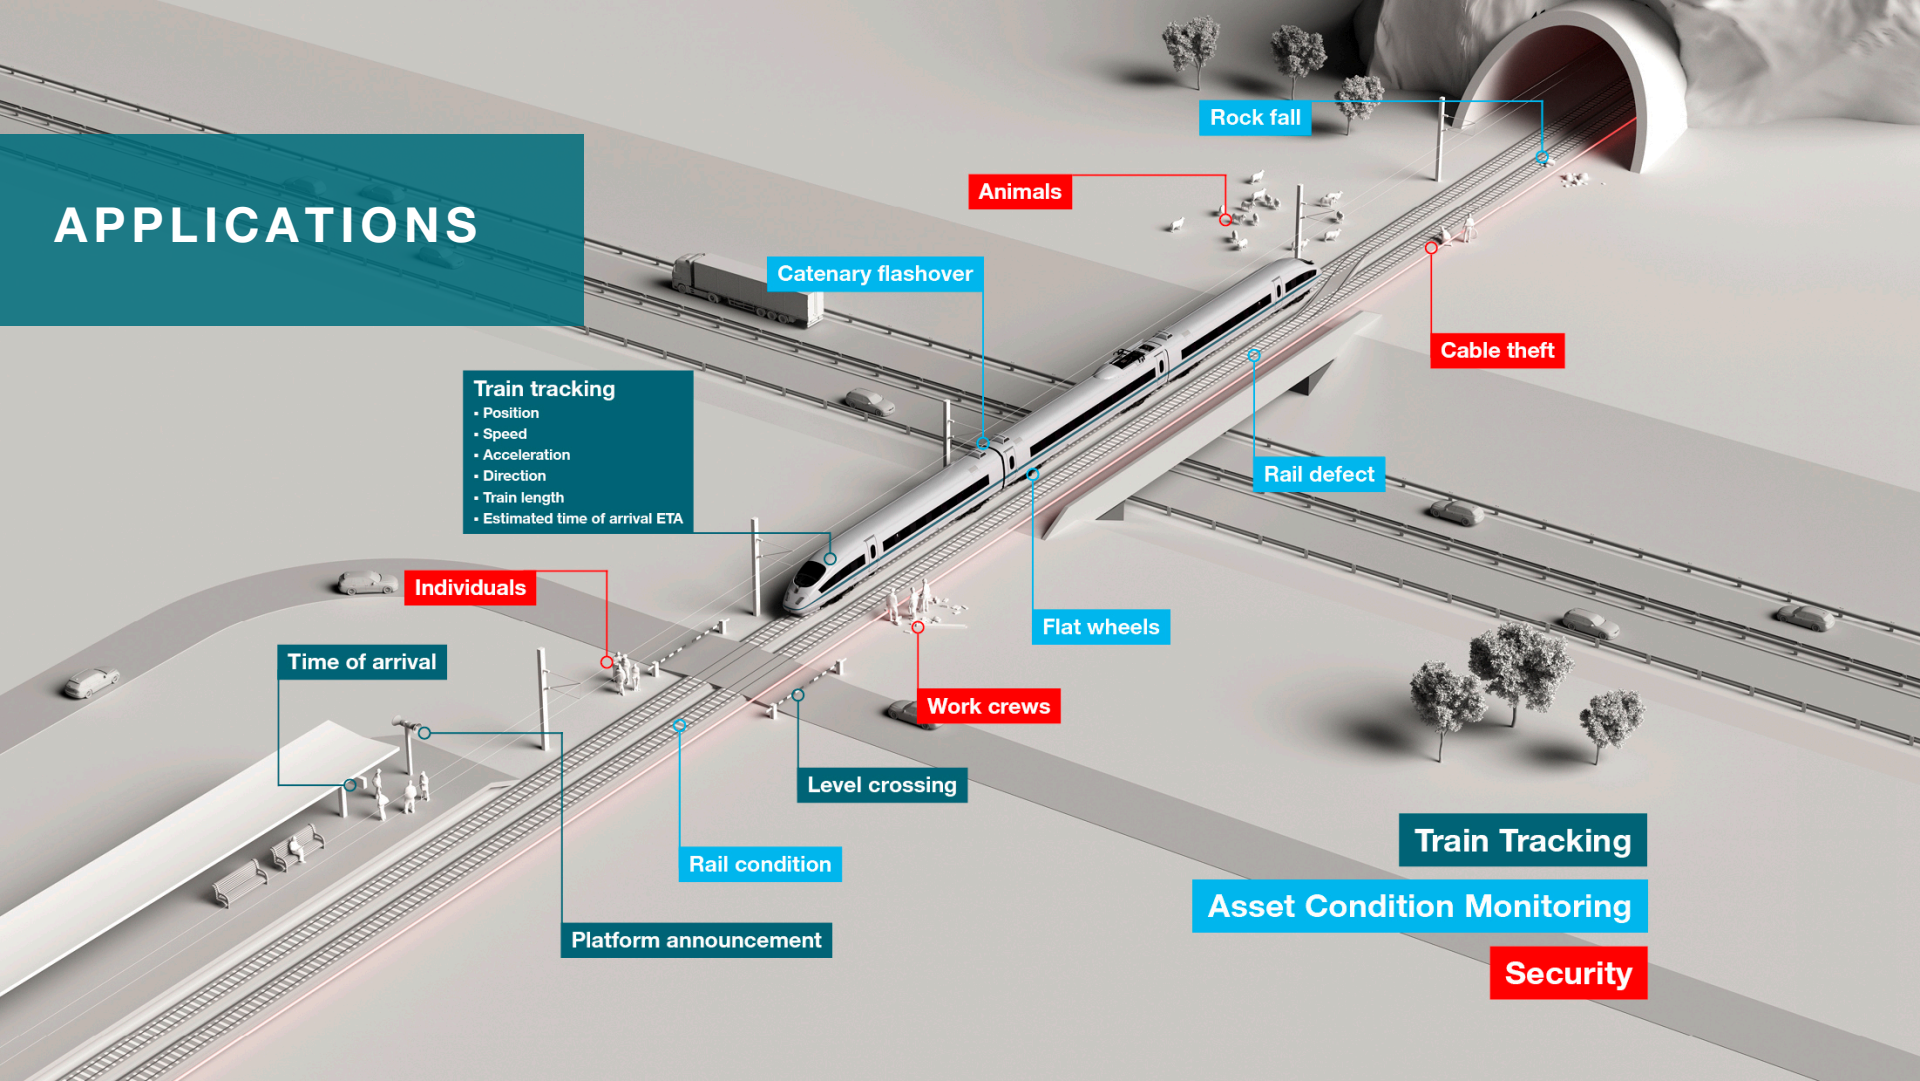 APPLICATIONS
Rock fall
Animals
Catenary flashover
Cable theft
Train tracking
▪ Position
▪ Speed
▪ Acceleration
▪ Direction
▪ Train length
▪ Estimated time of arrival ETA
Rail defect
Individuals
Flat wheels
Time of arrival
Work crews
Level crossing
Rail condition
Platform announcement
Train Tracking
Asset Condition Monitoring
Security